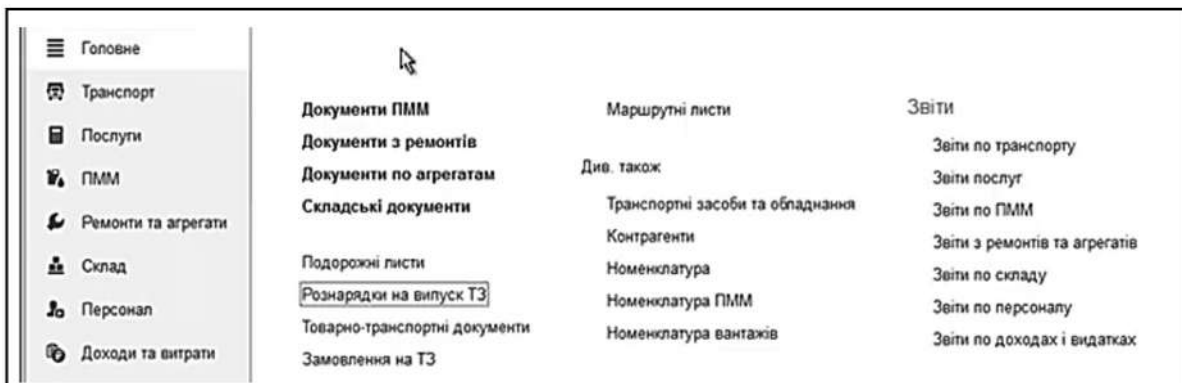 Головне
Транспорт
Послуги
ПММ
Ремонти та агрегати
Склад
Персонал
Доходи та витрати
Документи ПММ
Документи з ремонтів
Документи по агрегатам
Складські документи
Подорожні листи
Рознарядки на випуск ТЗ
Товарно-транспортні документи
Замовлення на ТЗ
Маршрутні листи
Див. також
Транспортні засоби та обладнання
Контрагенти
Номенклатура
Номенклатура ПММ
Номенклатура вантажів
Звіти
Звіти по транспорту
Звіти послуг
Звіти по ПММ
Звіти з ремонтів та агрегатів
Звіти по складу
Звіти по персоналу
Звіти по доходах і видатках